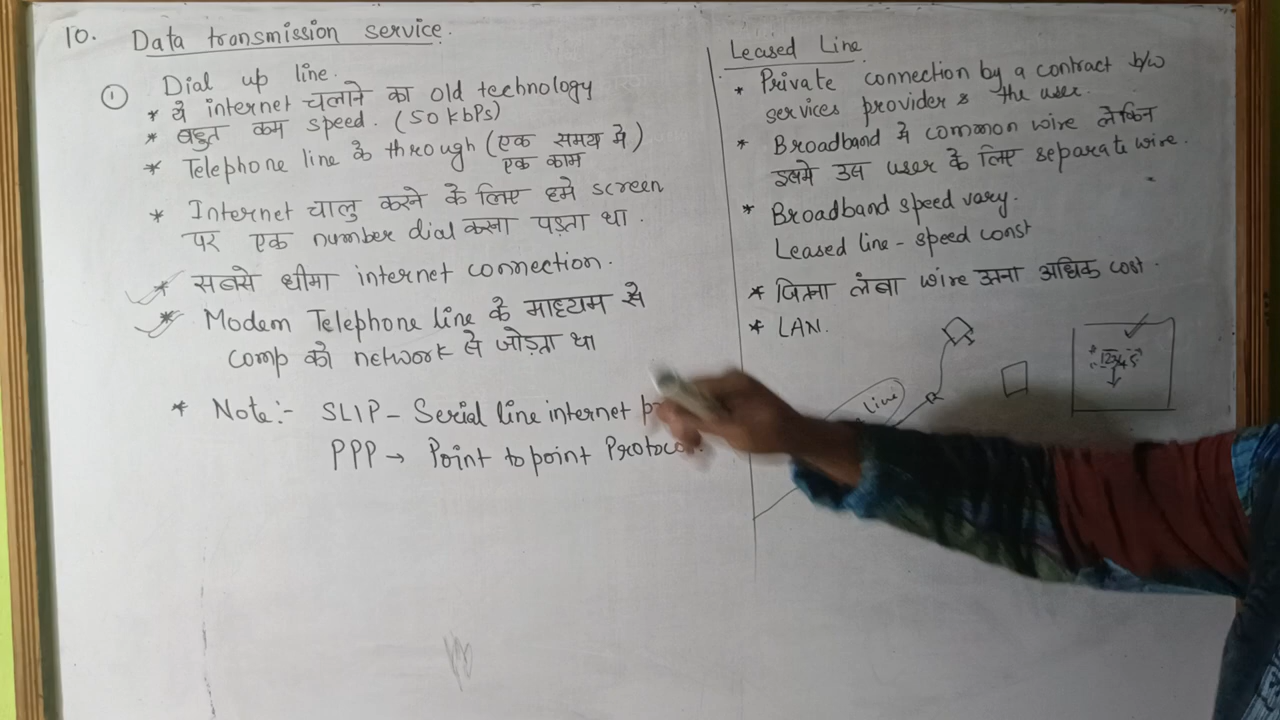 10. Data transmission service.
① Dial up line.
* ये internet चलाने का old technology
* बहुत कम speed. (50 kbPs)
* Telephone line के through (एक समय मे)
एक काम
* Internet चालु करने के लिए हमे screen
पर एक number dial करना पड़ता था.
* सबसे धीमा internet connection.
* Modem Telephone line के माध्यम से
comp को network से जोड़ता था
* Note:- SLIP - Serial line internet
PPP → Point to point Protoco
Leased Line
* Private connection by a contract b/w
services provider & the user.
* Broadband मे common wire लेकिन
इसमे उस user के लिए separate wire.
* Broadband speed vary.
Leased line - speed const
* जितना लंबा wire उतना अधिक cost.
* LAN.
line
12345